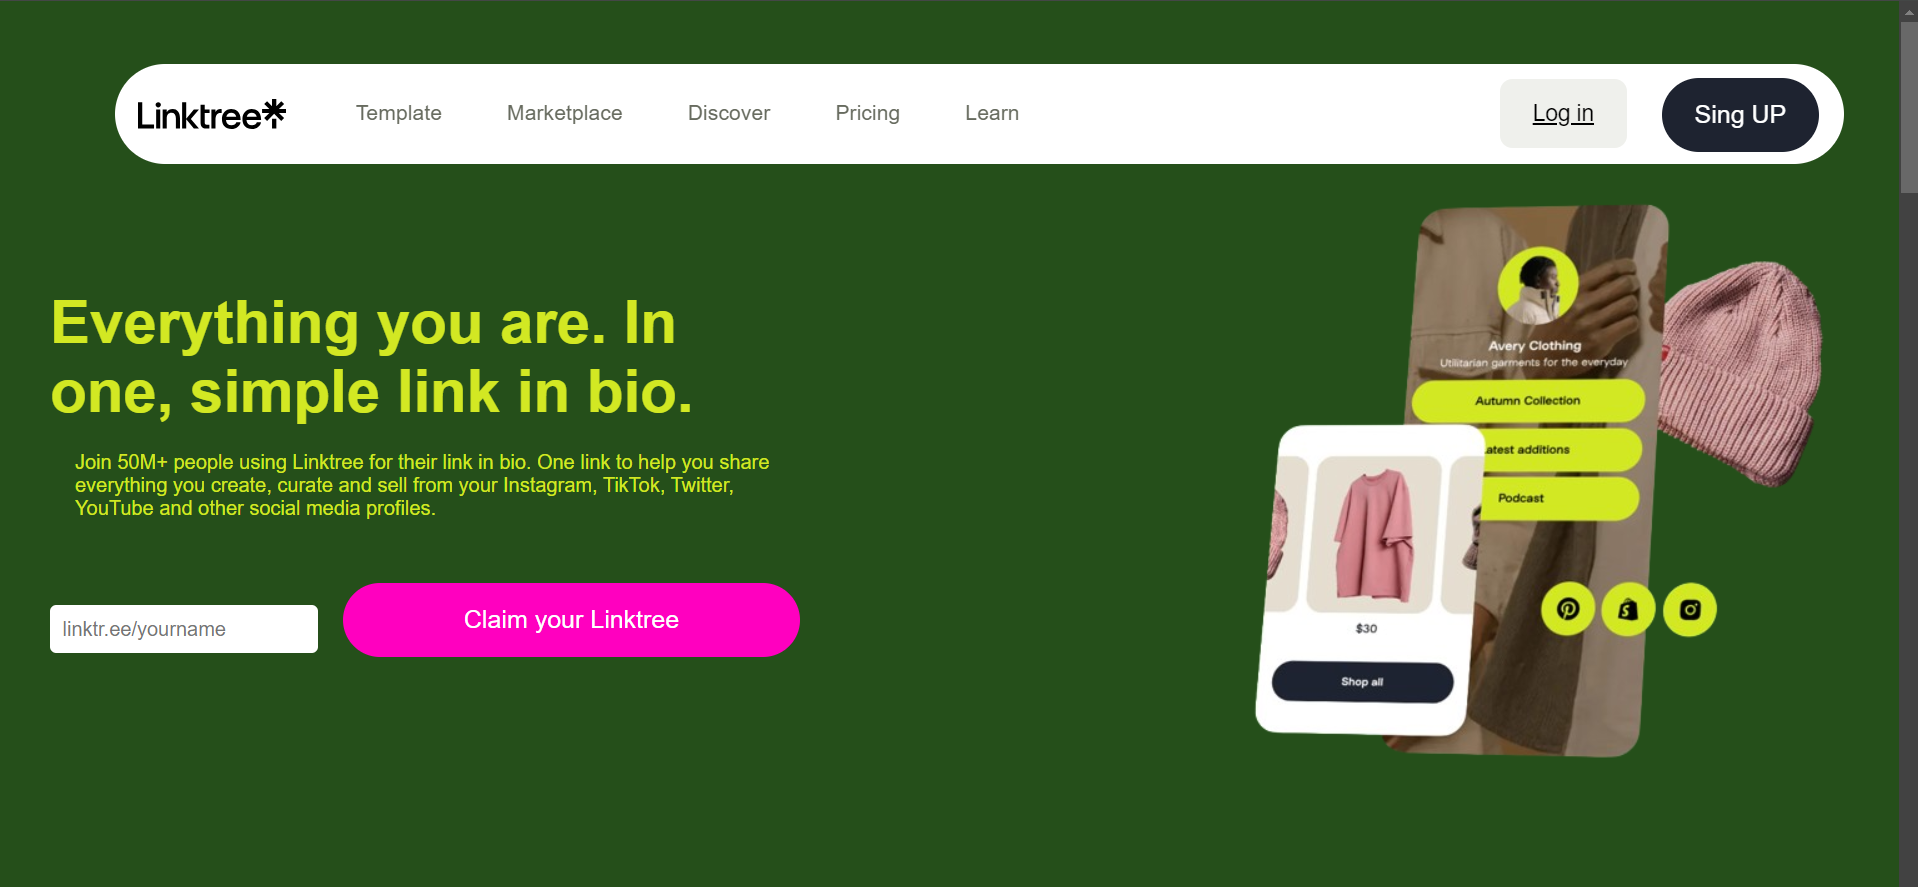 Linktree*
Template
Marketplace
Discover
Pricing
Learn
Log in
Sing UP
Everything you are. In
one, simple link in bio.
Join 50M+ people using Linktree for their link in bio. One link to help you share
everything you create, curate and sell from your Instagram, TikTok, Twitter,
YouTube and other social media profiles.
linktr.ee/yourname
Claim your Linktree
Avery Clothing
Utilitarian garments for the everyday
Autumn Collection
atest additions
Podcast
$30
Shop all